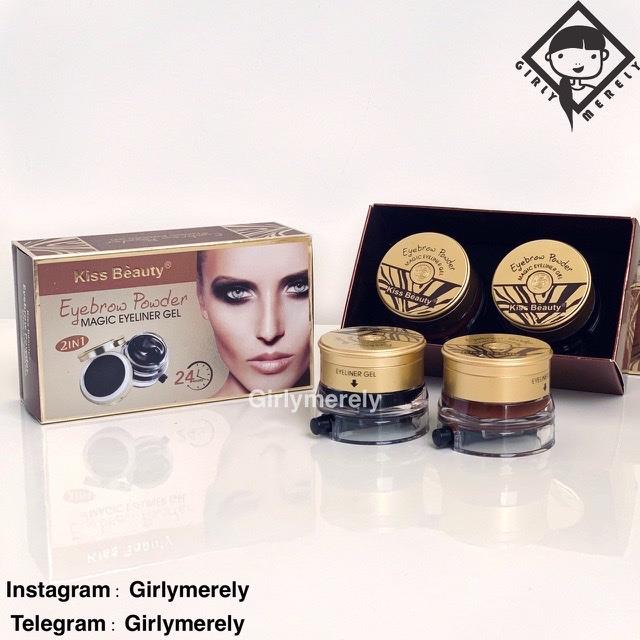 GIRLY MERELY
Kiss Bèauty®
Eyebrow Powder
MAGIC EYELINER GEL
2IN1
24
Eyebrow Powder
MAGIC EYELINER GEL
Kiss Beauty®
Eyebrow Powder
MAGIC EYELINER GEL
Kiss Beauty®
EYELINER GEL
EYELINER
Girlymerely
Instagram : Girlymerely
Telegram : Girlymerely